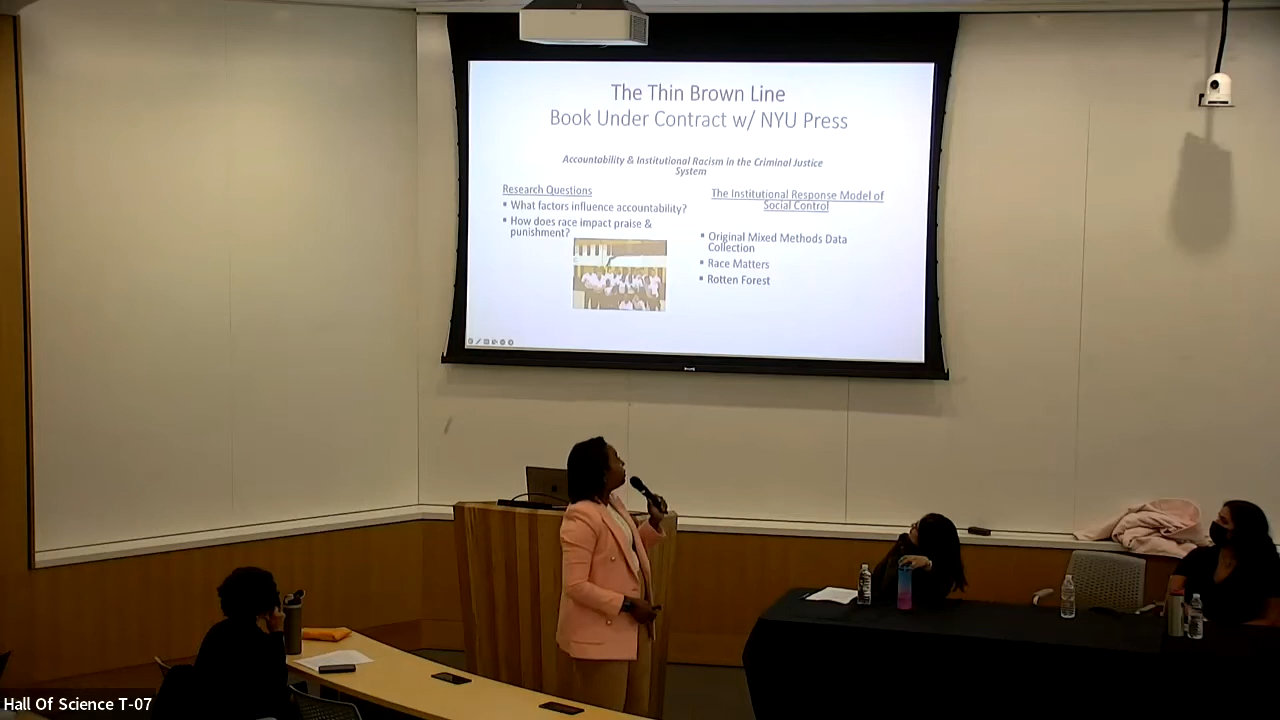 The Thin Brown Line
Book Under Contract w/ NYU Press
Accountability & Institutional Racism in the Criminal Justice
System
Research Questions
▪ What factors influence accountability?
▪ How does race impact praise &
punishment?
The Institutional Response Model of
Social Control
▪ Original Mixed Methods Data
Collection
▪ Race Matters
▪ Rotten Forest
Hall Of Science T-07